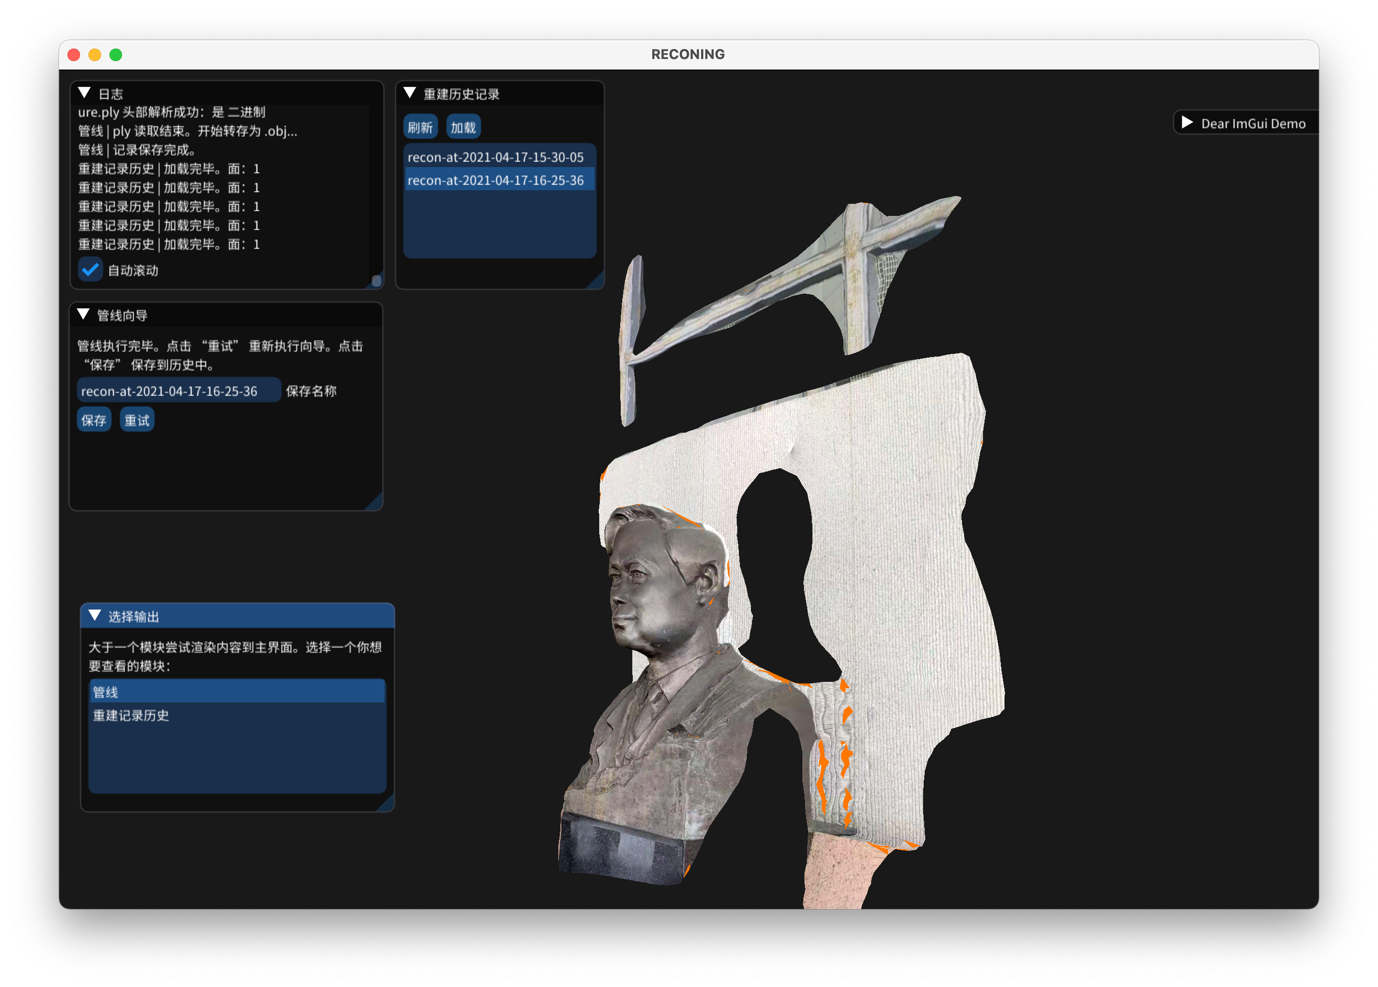 RECONING
日志
ure.ply 头部解析成功：是 二进制
管线 | ply 读取结束。开始转存为 .obj...
管线 | 记录保存完成。
重建记录历史 | 加载完毕。面：1
重建记录历史 | 加载完毕。面：1
重建记录历史 | 加载完毕。面：1
重建记录历史 | 加载完毕。面：1
重建记录历史 | 加载完毕。面：1
自动滚动
重建历史记录
刷新 加载
recon-at-2021-04-17-15-30-05
recon-at-2021-04-17-16-25-36
Dear ImGui Demo
管线向导
管线执行完毕。点击 “重试” 重新执行向导。点击
“保存” 保存到历史中。
recon-at-2021-04-17-16-25-36 保存名称
保存 重试
选择输出
大于一个模块尝试渲染内容到主界面。选择一个你想
要查看的模块：
管线
重建记录历史